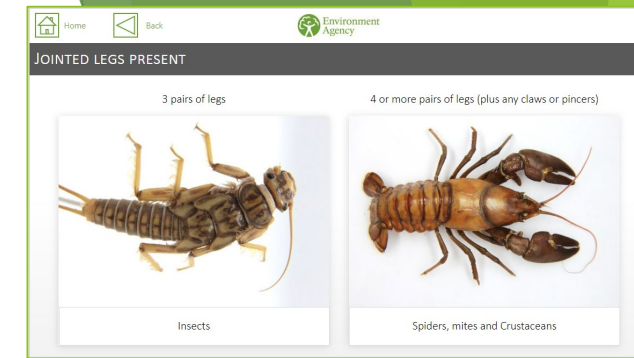 Home
Back
Environment
Agency
JOINTED LEGS PRESENT
3 pairs of legs
4 or more pairs of legs (plus any claws or pincers)
Insects
Spiders, mites and Crustaceans